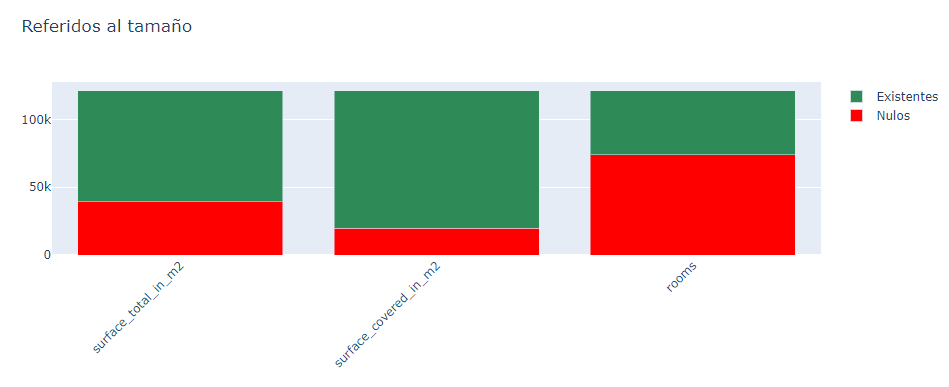 Referidos al tamaño
Existentes
Nulos
100k
50k
0
surface_total_in_m2
surface_covered_in_m2
rooms